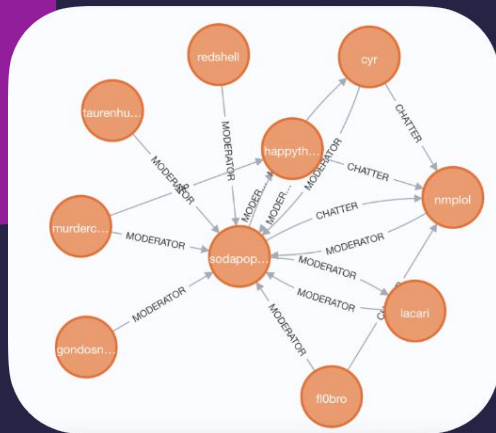 redshell
cyr
taurenhu...
MODERATOR
CHATTER
happyth...
MODERATOR
MODERATOR
CHATTER
nmplol
MODER...
MODER...
CHATTER
murderc...
MODERATOR
sodapop...
MODERATOR
MODERATOR
MODERATOR
lacari
MODERATOR
MODERATOR
gondosn...
fl0bro